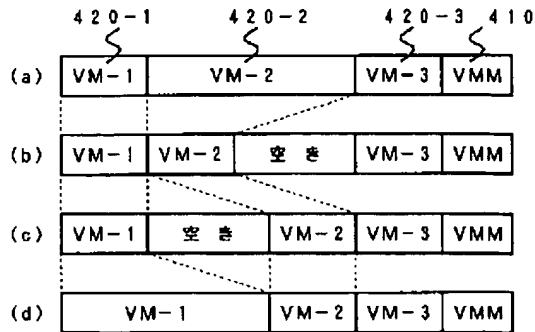 420-1 420-2 420-3 410
(a) VM-1 VM-2 VM-3 VMM
(b) VM-1 VM-2 空き VM-3 VMM
(c) VM-1 空き VM-2 VM-3 VMM
(d) VM-1 VM-2 VM-3 VMM